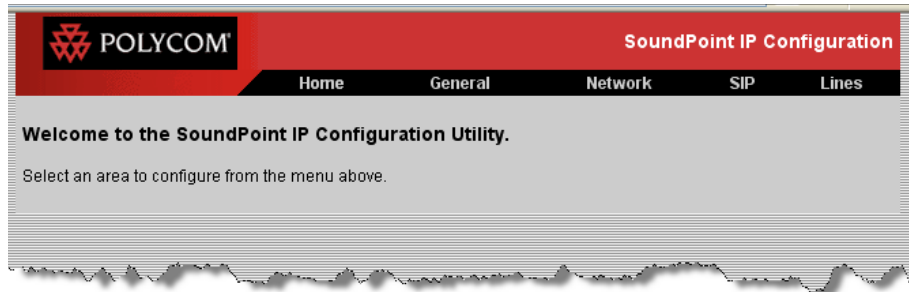 POLYCOM
SoundPoint IP Configuration
Home General Network SIP Lines
Welcome to the SoundPoint IP Configuration Utility.
Select an area to configure from the menu above.